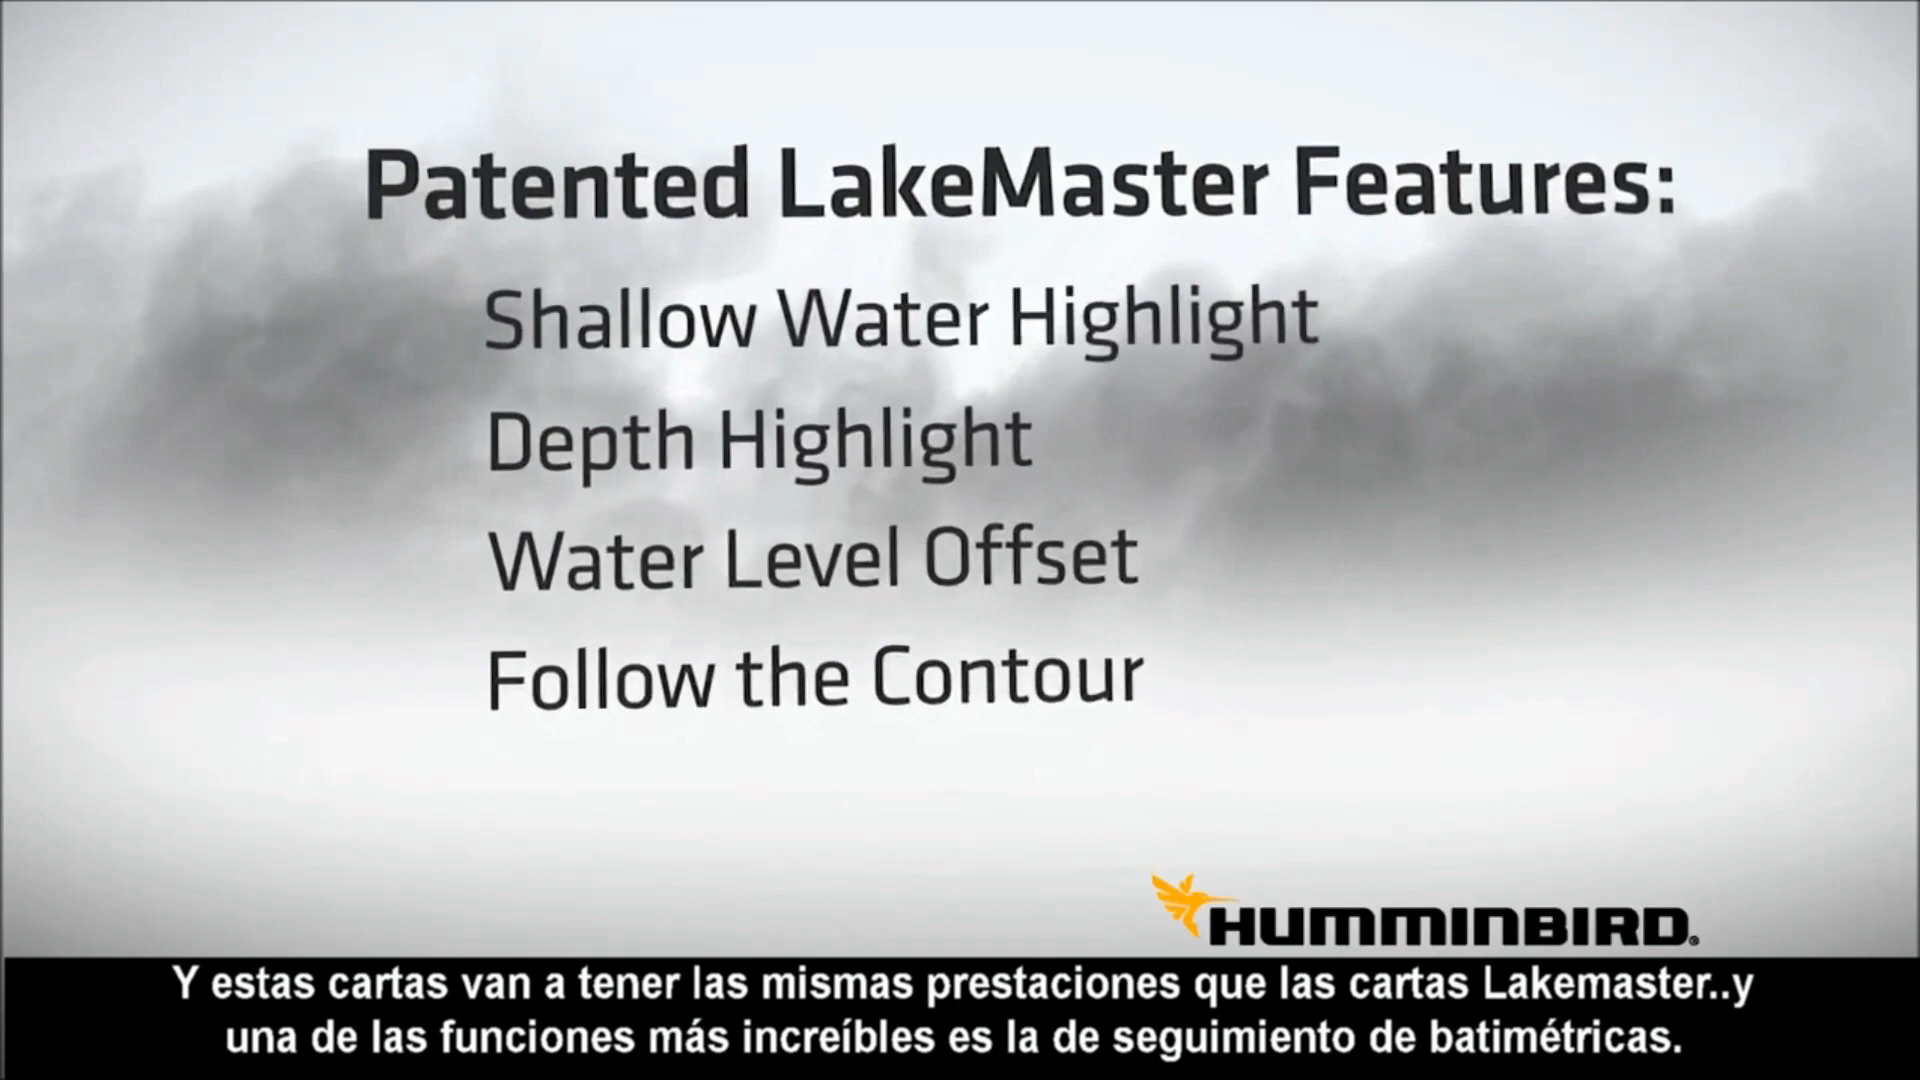 Patented LakeMaster Features:
Shallow Water Highlight
Depth Highlight
Water Level Offset
Follow the Contour
HUMMINBIRD®
Y estas cartas van a tener las mismas prestaciones que las cartas Lakemaster..y
una de las funciones más increíbles es la de seguimiento de batimétricas.